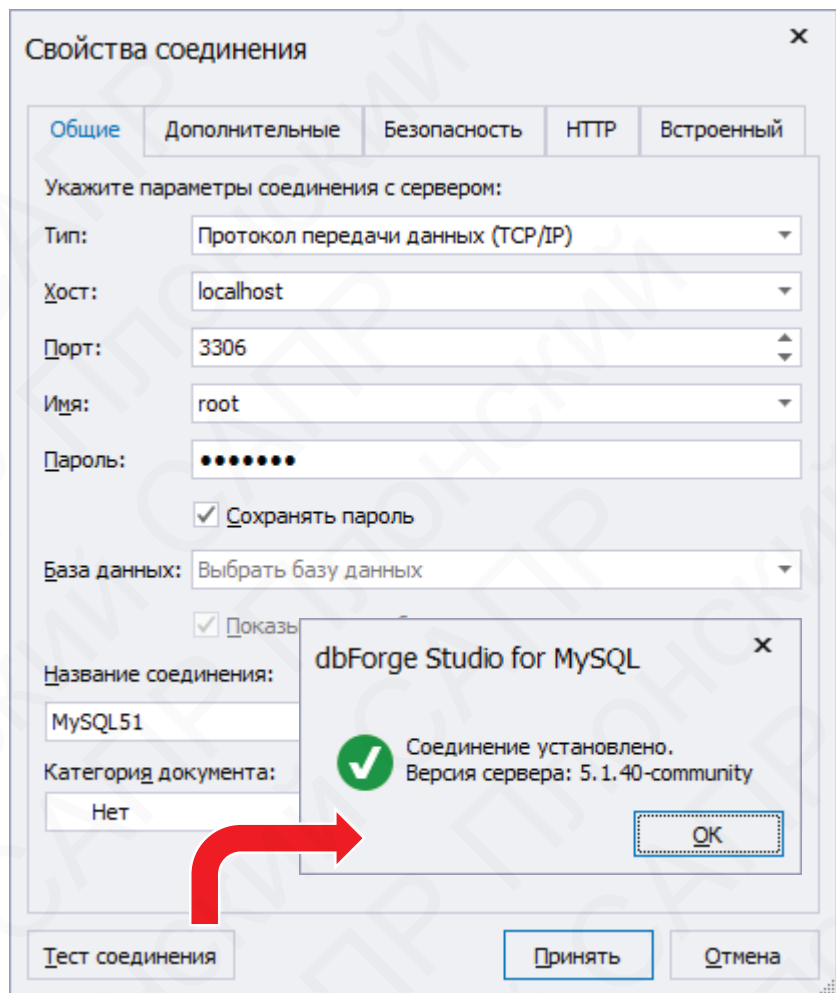 Свойства соединения
Общие Дополнительные Безопасность HTTP Встроенный
Укажите параметры соединения с сервером:
Тип: Протокол передачи данных (TCP/IP)
Хост: localhost
Порт: 3306
Имя: root
Пароль: •••••••
Сохранять пароль
База данных: Выбрать базу данных
Название соединения:
MySQL51
Категория документа:
Нет
dbForge Studio for MySQL
Соединение установлено.
Версия сервера: 5.1.40-community
OK
Тест соединения Принять Отмена
САПР ПЛОНСКИЙ